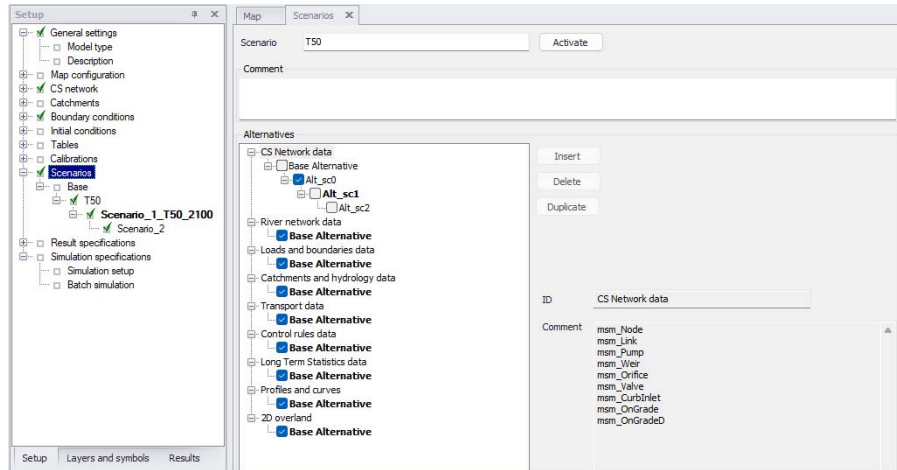 Setup
General settings
Model type
Description
Map configuration
CS network
Catchments
Boundary conditions
Initial conditions
Tables
Calibrations
Scenarios
Base
T50
Scenario_1_T50_2100
Scenario_2
Result specifications
Simulation specifications
Simulation setup
Batch simulation
Setup Layers and symbols Results
Map Scenarios
Scenario T50 Activate
Comment
Alternatives
CS Network data
Base Alternative
Alt_sc0
Alt_sc1
Alt_sc2
River network data
Base Alternative
Loads and boundaries data
Base Alternative
Catchments and hydrology data
Base Alternative
Transport data
Base Alternative
Control rules data
Base Alternative
Long Term Statistics data
Base Alternative
Profiles and curves
Base Alternative
2D overland
Base Alternative
Insert
Delete
Duplicate
ID CS Network data
Comment msm_Node
msm_Link
msm_Pump
msm_Weir
msm_Orifice
msm_Valve
msm_CurbInlet
msm_OnGrade
msm_OnGradeD